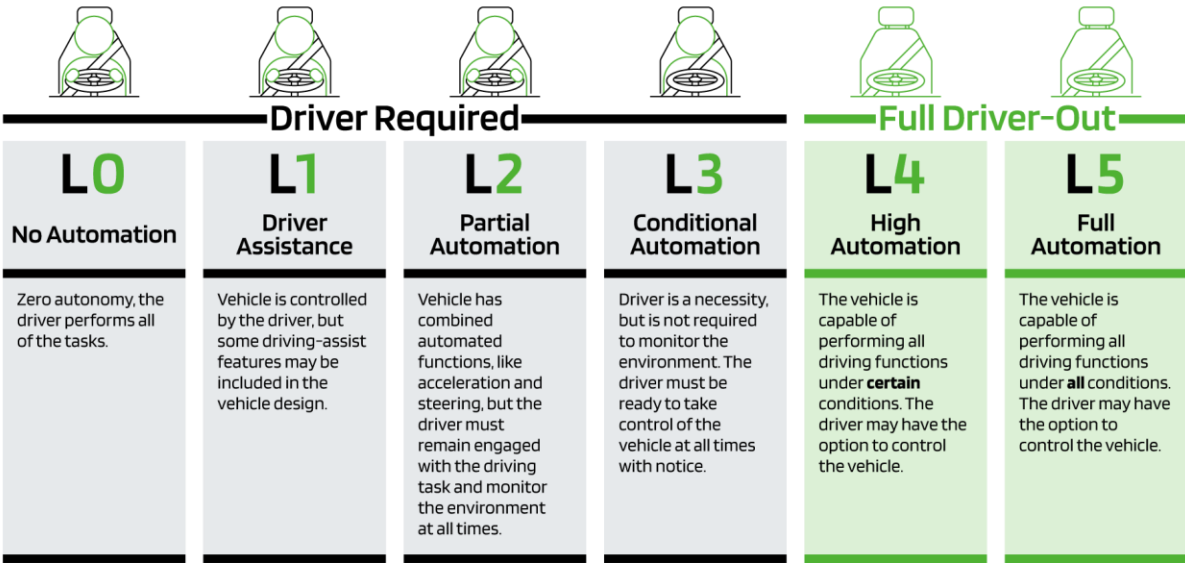 Driver Required
Full Driver-Out
L0
No Automation
Zero autonomy, the
driver performs all
of the tasks.
L1
Driver
Assistance
Vehicle is controlled
by the driver, but
some driving-assist
features may be
included in the
vehicle design.
L2
Partial
Automation
Vehicle has
combined
automated
functions, like
acceleration and
steering, but the
driver must
remain engaged
with the driving
task and monitor
the environment
at all times.
L3
Conditional
Automation
Driver is a necessity,
but is not required
to monitor the
environment. The
driver must be
ready to take
control of the
vehicle at all times
with notice.
L4
High
Automation
The vehicle is
capable of
performing all
driving functions
under certain
conditions. The
driver may have the
option to control
the vehicle.
L5
Full
Automation
The vehicle is
capable of
performing all
driving functions
under all conditions.
The driver may have
the option to
control the vehicle.